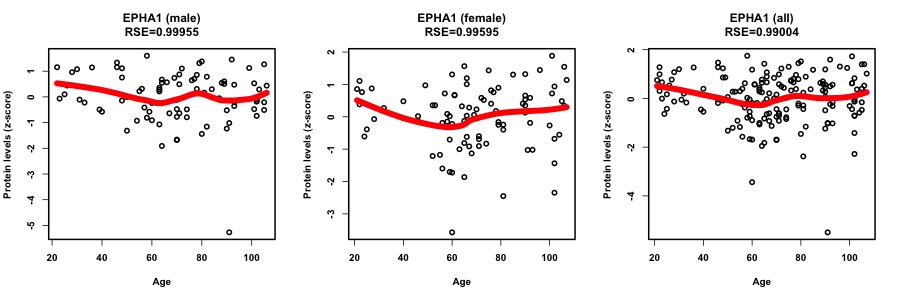 EPHA1 (male)
RSE=0.99955
Protein levels (z-score)
1
0
-1
-2
-3
-4
-5
20 40 60 80 100
Age
EPHA1 (female)
RSE=0.99595
Protein levels (z-score)
2
1
0
-1
-2
-3
20 40 60 80 100
Age
EPHA1 (all)
RSE=0.99004
Protein levels (z-score)
2
0
-2
-4
20 40 60 80 100
Age